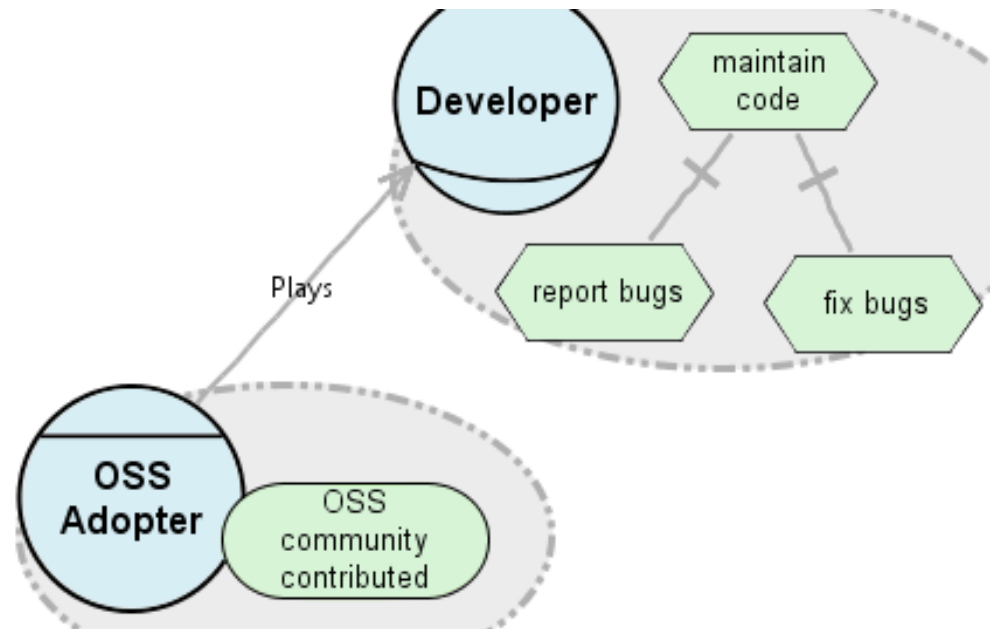 maintain
code
Developer
report bugs
fix bugs
Plays
OSS
Adopter
OSS
community
contributed